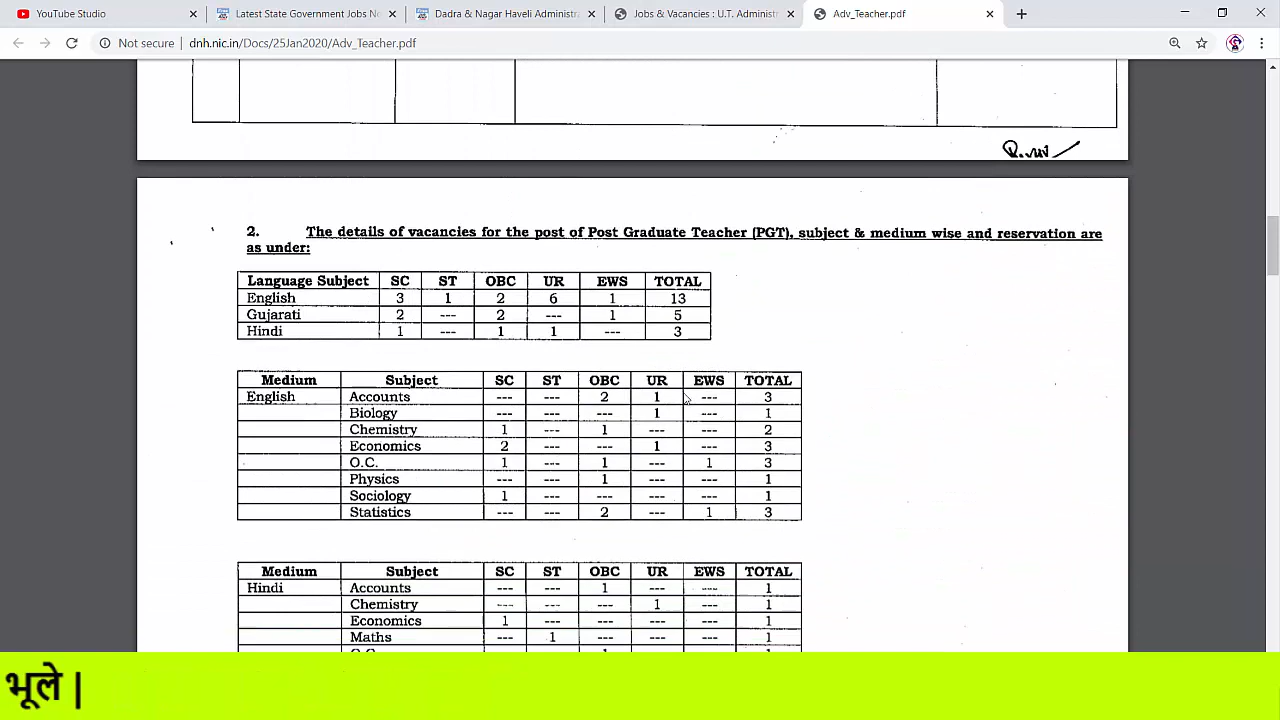 YouTube Studio
Latest State Government Jobs N
Dadra & Nagar Haveli Administra
Jobs & Vacancies : U.T. Administr
Adv_Teacher.pdf
Not secure | dnh.nic.in/Docs/25Jan2020/Adv_Teacher.pdf
2. The details of vacancies for the post of Post Graduate Teacher (PGT), subject & medium wise and reservation are
as under:
Language Subject SC ST OBC UR EWS TOTAL
English 3 1 2 6 1 13
Gujarati 2 --- 2 --- 1 5
Hindi 1 --- 1 1 --- 3
Medium Subject SC ST OBC UR EWS TOTAL
English Accounts --- --- 2 1 --- 3
Biology --- --- --- 1 --- 1
Chemistry 1 --- 1 --- --- 2
Economics 2 --- --- 1 --- 3
O.C. 1 --- 1 --- 1 3
Physics --- --- 1 --- --- 1
Sociology 1 --- --- --- --- 1
Statistics --- --- 2 --- 1 3
Medium Subject SC ST OBC UR EWS TOTAL
Hindi Accounts --- --- 1 --- --- 1
Chemistry --- --- --- 1 --- 1
Economics 1 --- --- --- --- 1
Maths --- 1 --- --- --- 1
भूले |